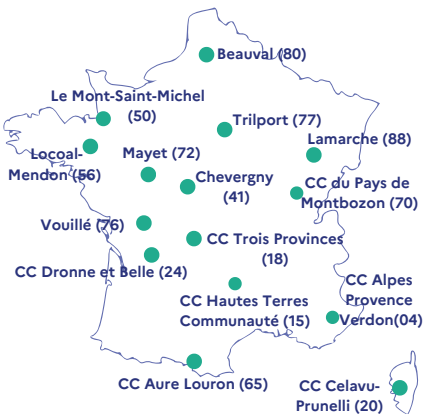 Beauval (80)
Le Mont-Saint-Michel
(50)
Trilport (77)
Lamarche (88)
Locoal-
Mendon (56)
Mayet (72)
Chevergny
(41)
CC du Pays de
Montbozon (70)
Vouillé (76)
CC Trois Provinces
(18)
CC Dronne et Belle (24)
CC Hautes Terres
Communauté (15)
CC Alpes
Provence
Verdon(04)
CC Aure Louron (65)
CC Celavu-
Prunelli (20)